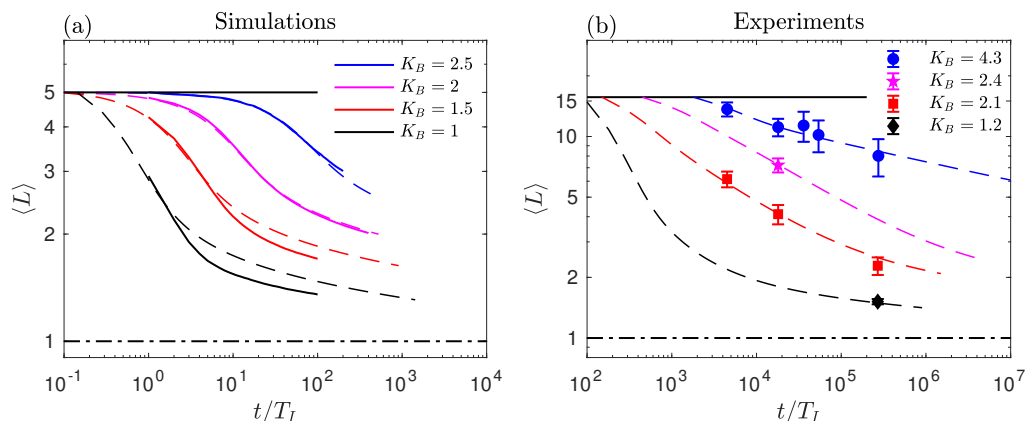 (a) Simulations
K_B = 2.5
K_B = 2
K_B = 1.5
K_B = 1
5
4
3
2
1
⟨L⟩
10^-1 10^0 10^1 10^2 10^3 10^4
t/T_I
(b) Experiments
K_B = 4.3
K_B = 2.4
K_B = 2.1
K_B = 1.2
15
10
5
2
1
⟨L⟩
10^2 10^3 10^4 10^5 10^6 10^7
t/T_I